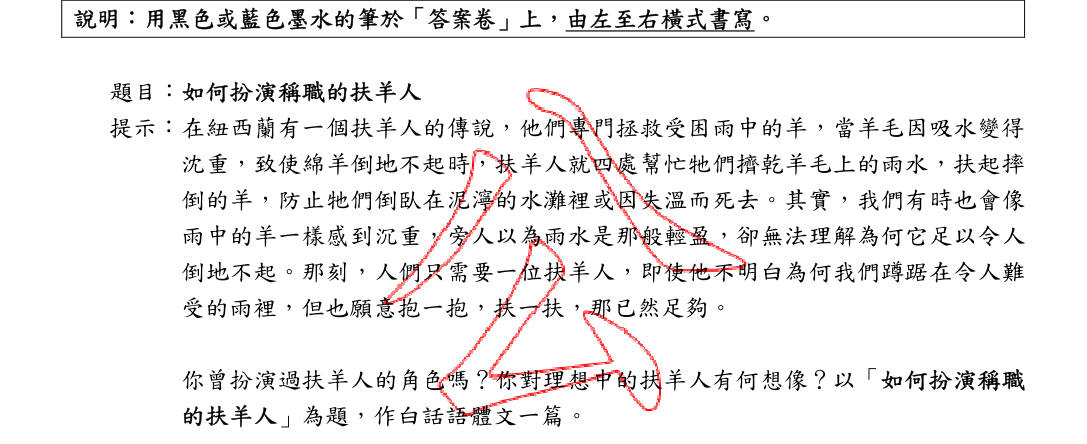 說明：用黑色或藍色墨水的筆於「答案卷」上，由左至右橫式書寫。
題目：如何扮演稱職的扶羊人
提示：在紐西蘭有一個扶羊人的傳說，他們專門拯救受困雨中的羊，當羊毛因吸水變得
沈重，致使綿羊倒地不起時，扶羊人就四處幫忙牠們擠乾羊毛上的雨水，扶起摔
倒的羊，防止牠們倒臥在泥濘的水灘裡或因失溫而死去。其實，我們有時也會像
雨中的羊一樣感到沉重，旁人以為雨水是那般輕盈，卻無法理解為何它足以令人
倒地不起。那刻，人們只需要一位扶羊人，即使他不明白為何我們蹲踞在令人難
受的雨裡，但也願意抱一抱，扶一扶，那已然足夠。
你曾扮演過扶羊人的角色嗎？你對理想中的扶羊人有何想像？以「如何扮演稱職
的扶羊人」為題，作白話語體文一篇。
公